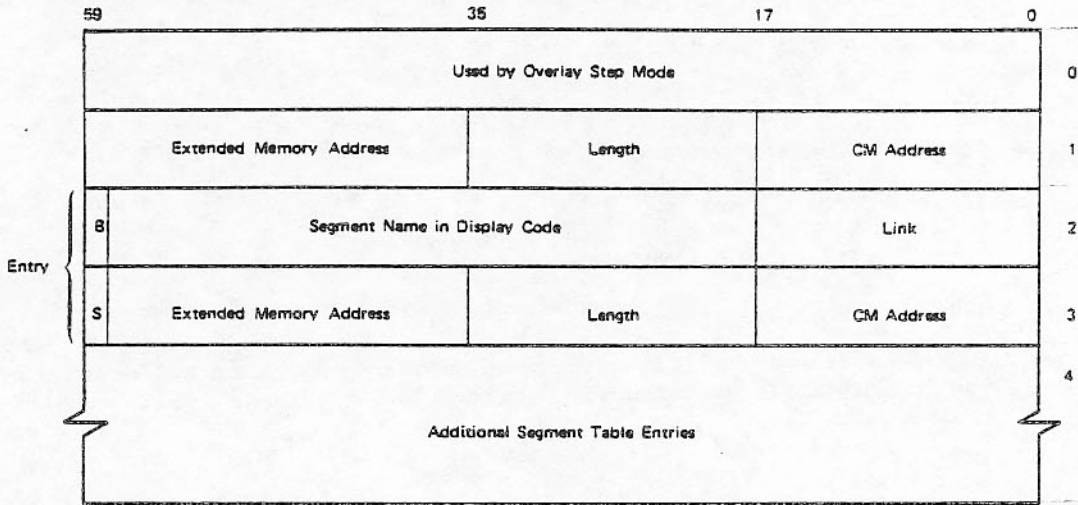 59 35 17 0
Used by Overlay Step Mode 0
Extended Memory Address Length CM Address 1
B Segment Name in Display Code Link 2
Entry
S Extended Memory Address Length CM Address 3
4
Additional Segment Table Entries